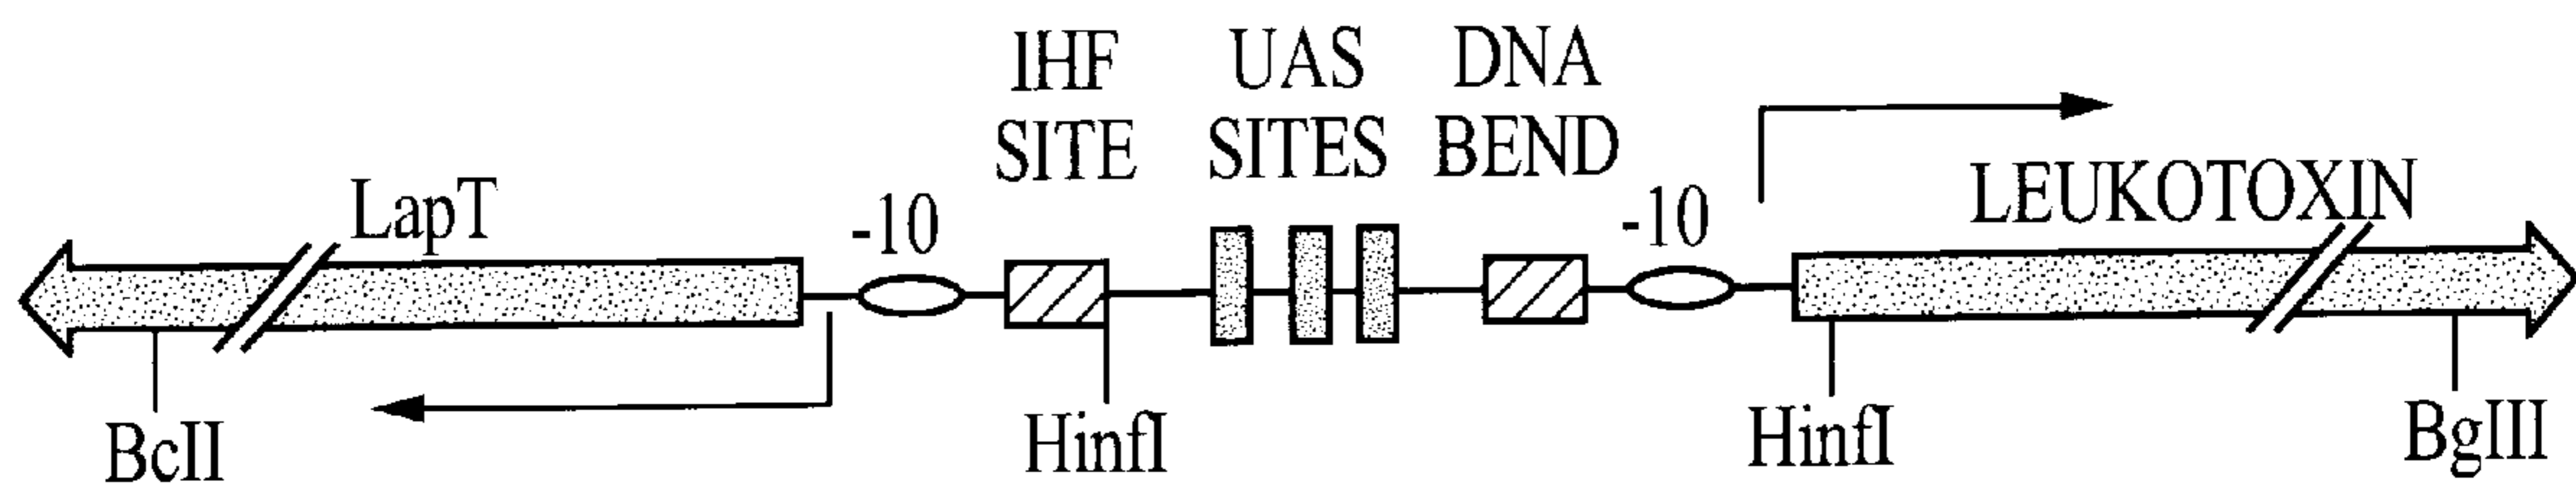 IHF
SITE
UAS
SITES
DNA
BEND
LapT
-10
-10
LEUKOTOXIN
BclI
HinfI
HinfI
BglII